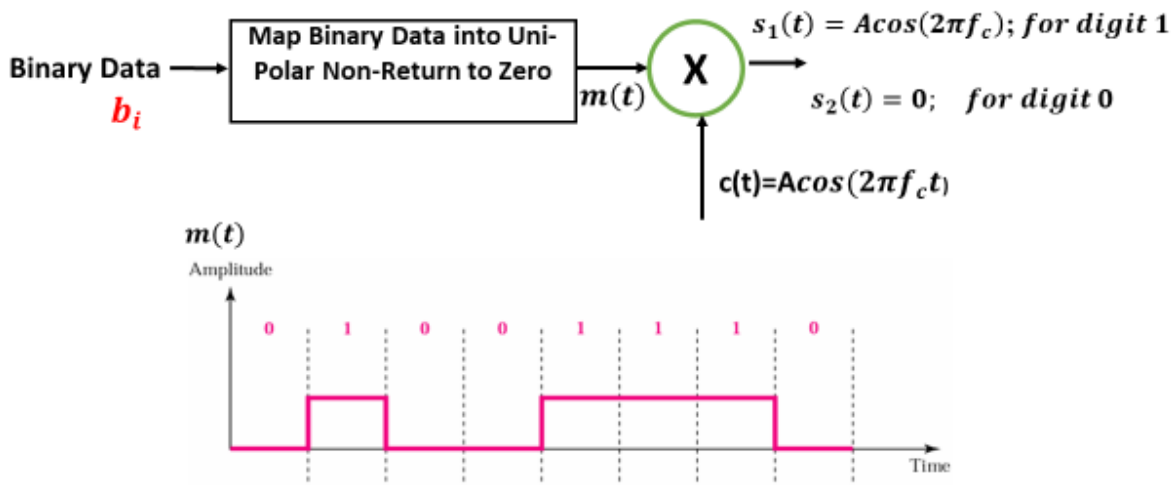 Map Binary Data into Uni-
Polar Non-Return to Zero
Binary Data
b_i
m(t)
X
s_1(t) = Acos(2πf_c); for digit 1
s_2(t) = 0; for digit 0
c(t)=Acos(2πf_ct)
m(t)
Amplitude
0 1 0 0 1 1 1 0
Time